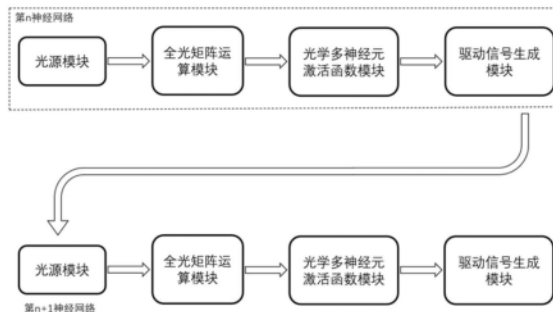 第n神经网络
光源模块
全光矩阵运
算模块
光学多神经元
激活函数模块
驱动信号生成
模块
光源模块
全光矩阵运
算模块
光学多神经元
激活函数模块
驱动信号生成
模块
第n+1神经网络